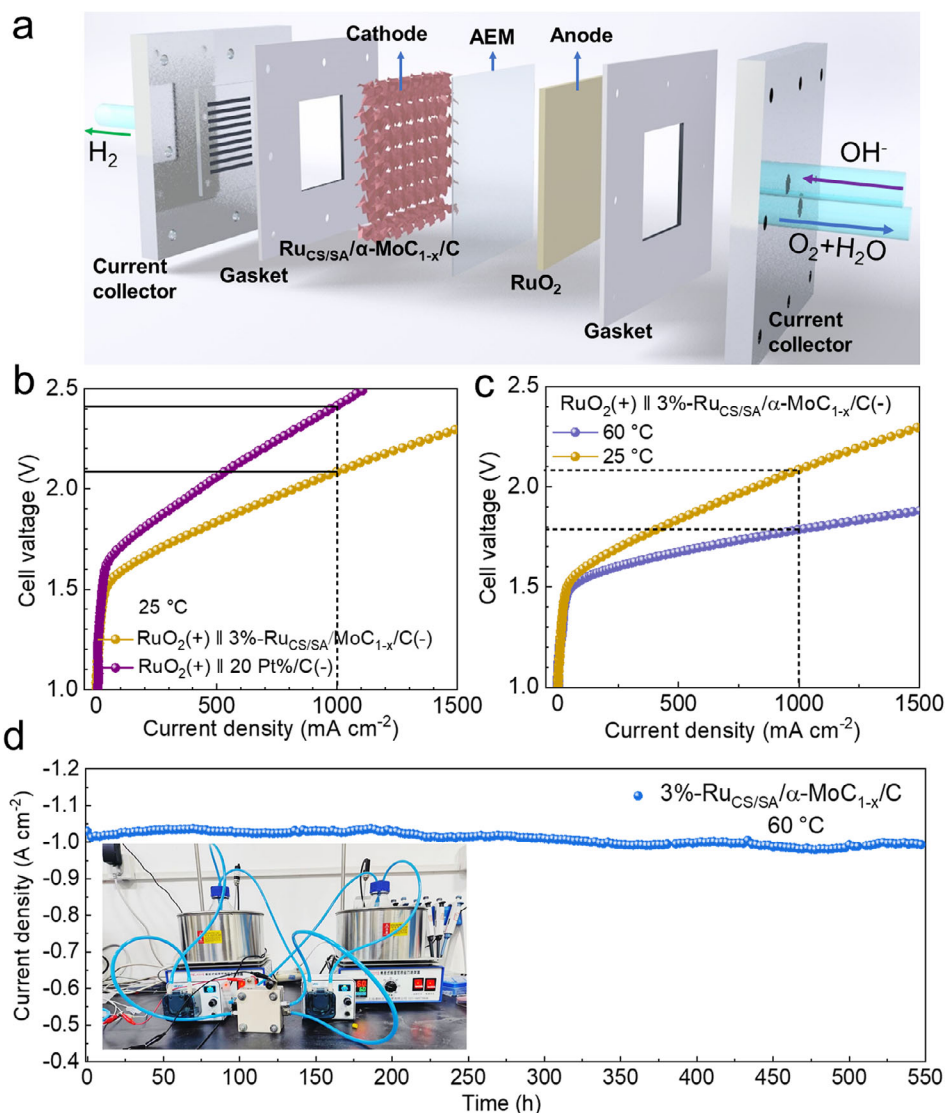 a
Cathode
AEM
Anode
H₂
OH⁻
O₂+H₂O
Ru_CS/SA/α-MoC₁₋ₓ/C
RuO₂
Current
collector
Gasket
Gasket
Current
collector
b
2.5
2.0
1.5
1.0
Cell valtage (V)
25 °C
RuO₂(+) || 3%-Ru_CS/SA/MoC₁₋ₓ/C(-)
RuO₂(+) || 20 Pt%/C(-)
0 500 1000 1500
Current density (mA cm⁻²)
c
2.5
2.0
1.5
1.0
Cell valtage (V)
RuO₂(+) || 3%-Ru_CS/SA/α-MoC₁₋ₓ/C(-)
60 °C
25 °C
0 500 1000 1500
Current density (mA cm⁻²)
d
-1.2
-1.1
-1.0
-0.9
-0.8
-0.7
-0.6
-0.5
-0.4
Current density (A cm⁻²)
3%-Ru_CS/SA/α-MoC₁₋ₓ/C
60 °C
0 50 100 150 200 250 300 350 400 450 500 550
Time (h)